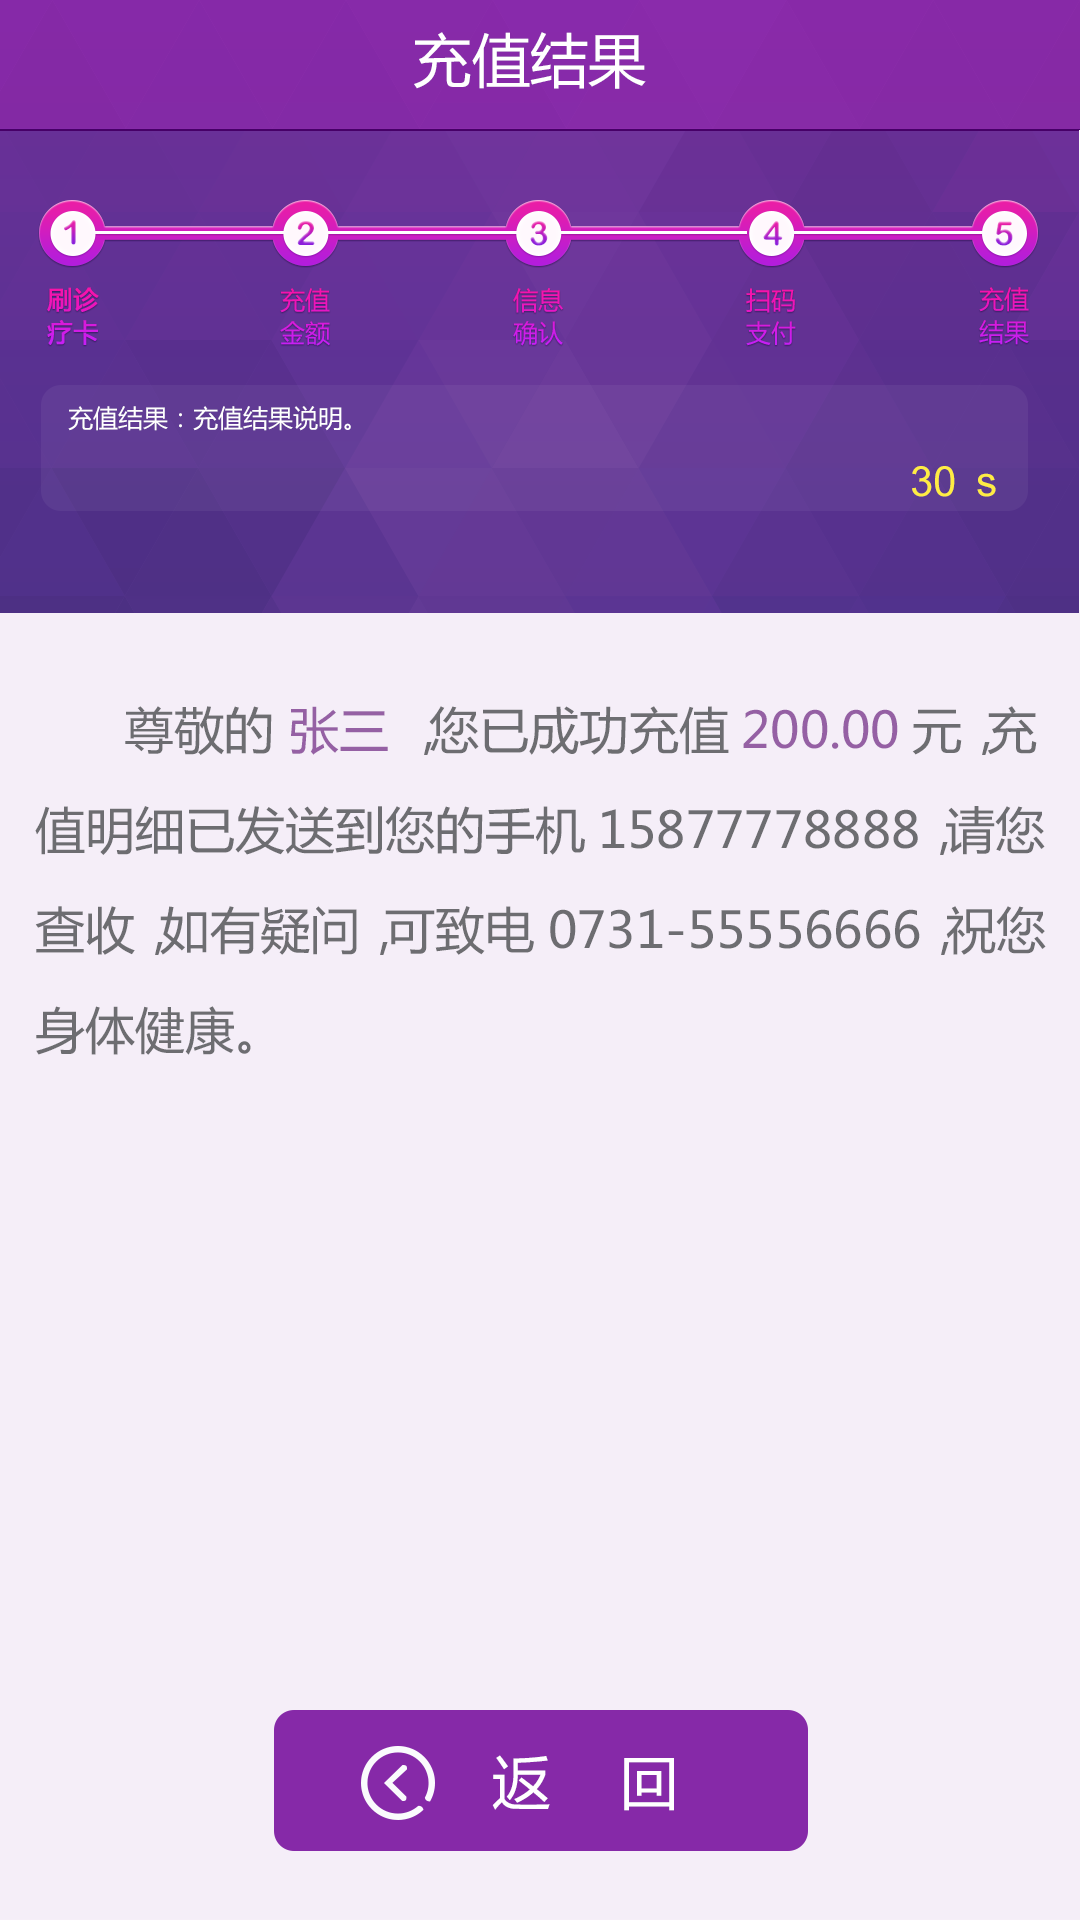 充值结果
1 2 3 4 5
刷诊 充值 信息 扫码 充值
疗卡 金额 确认 支付 结果
充值结果：充值结果说明。
30 s
尊敬的 张三 ,您已成功充值 200.00 元 ,充
值明细已发送到您的手机 15877778888 ,请您
查收 ,如有疑问 ,可致电 0731-55556666 ,祝您
身体健康。
返 回